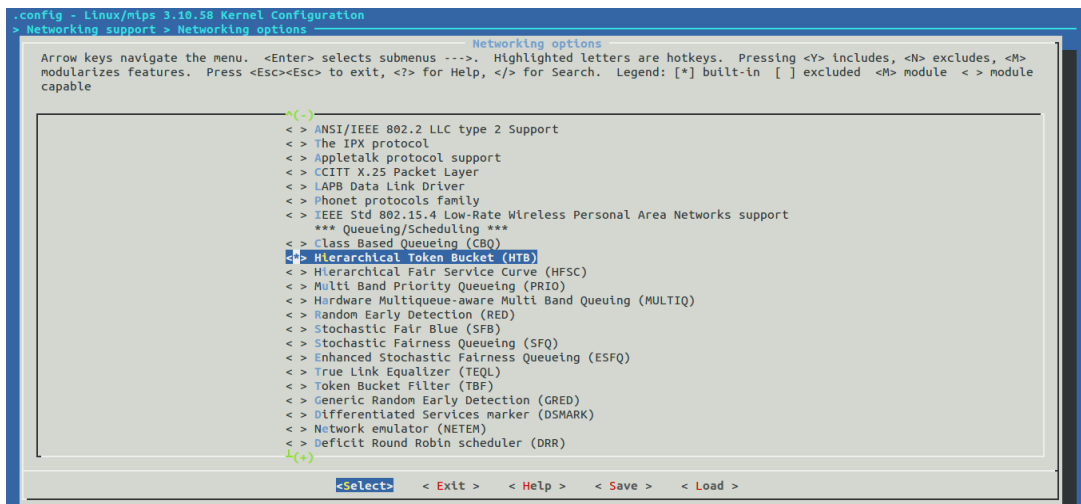 .config - Linux/mips 3.10.58 Kernel Configuration
> Networking support > Networking options
Networking options
Arrow keys navigate the menu.  <Enter> selects submenus --->.  Highlighted letters are hotkeys.  Pressing <Y> includes, <N> excludes, <M>
modularizes features.  Press <Esc><Esc> to exit, <?> for Help, </> for Search.  Legend: [*] built-in  [ ] excluded  <M> module  < > module
capable
^(-)
< > ANSI/IEEE 802.2 LLC type 2 Support
< > The IPX protocol
< > Appletalk protocol support
< > CCITT X.25 Packet Layer
< > LAPB Data Link Driver
< > Phonet protocols family
< > IEEE Std 802.15.4 Low-Rate Wireless Personal Area Networks support
*** Queueing/Scheduling ***
< > Class Based Queueing (CBQ)
<*> Hierarchical Token Bucket (HTB)
< > Hierarchical Fair Service Curve (HFSC)
< > Multi Band Priority Queueing (PRIO)
< > Hardware Multiqueue-aware Multi Band Queuing (MULTIQ)
< > Random Early Detection (RED)
< > Stochastic Fair Blue (SFB)
< > Stochastic Fairness Queueing (SFQ)
< > Enhanced Stochastic Fairness Queueing (ESFQ)
< > True Link Equalizer (TEQL)
< > Token Bucket Filter (TBF)
< > Generic Random Early Detection (GRED)
< > Differentiated Services marker (DSMARK)
< > Network emulator (NETEM)
< > Deficit Round Robin scheduler (DRR)
(+)
<Select>    < Exit >    < Help >    < Save >    < Load >